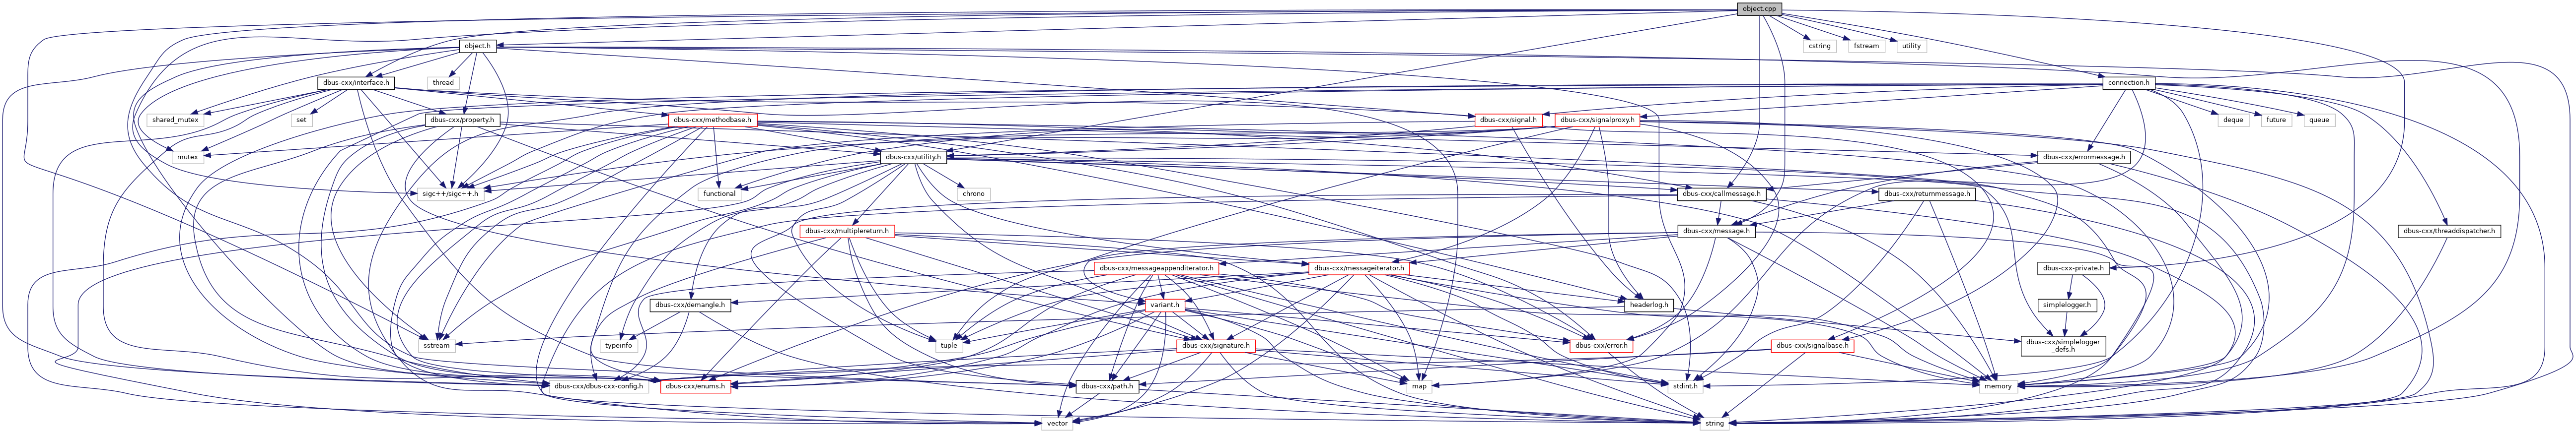 object.cpp
object.h
cstring
fstream
utility
dbus-cxx/interface.h
thread
connection.h
shared_mutex
set
dbus-cxx/property.h
dbus-cxx/methodbase.h
dbus-cxx/signal.h
dbus-cxx/signalproxy.h
deque
future
queue
mutex
dbus-cxx/utility.h
dbus-cxx/errormessage.h
sigc++/sigc++.h
functional
chrono
dbus-cxx/callmessage.h
dbus-cxx/returnmessage.h
dbus-cxx/multiplereturn.h
dbus-cxx/message.h
dbus-cxx/threaddispatcher.h
dbus-cxx/messageappenditerator.h
dbus-cxx/messageiterator.h
dbus-cxx-private.h
dbus-cxx/demangle.h
variant.h
headerlog.h
simplelogger.h
sstream
typeinfo
tuple
dbus-cxx/signature.h
dbus-cxx/error.h
dbus-cxx/signalbase.h
dbus-cxx/simplelogger
_defs.h
dbus-cxx/dbus-cxx-config.h
dbus-cxx/enums.h
dbus-cxx/path.h
map
stdint.h
memory
vector
string